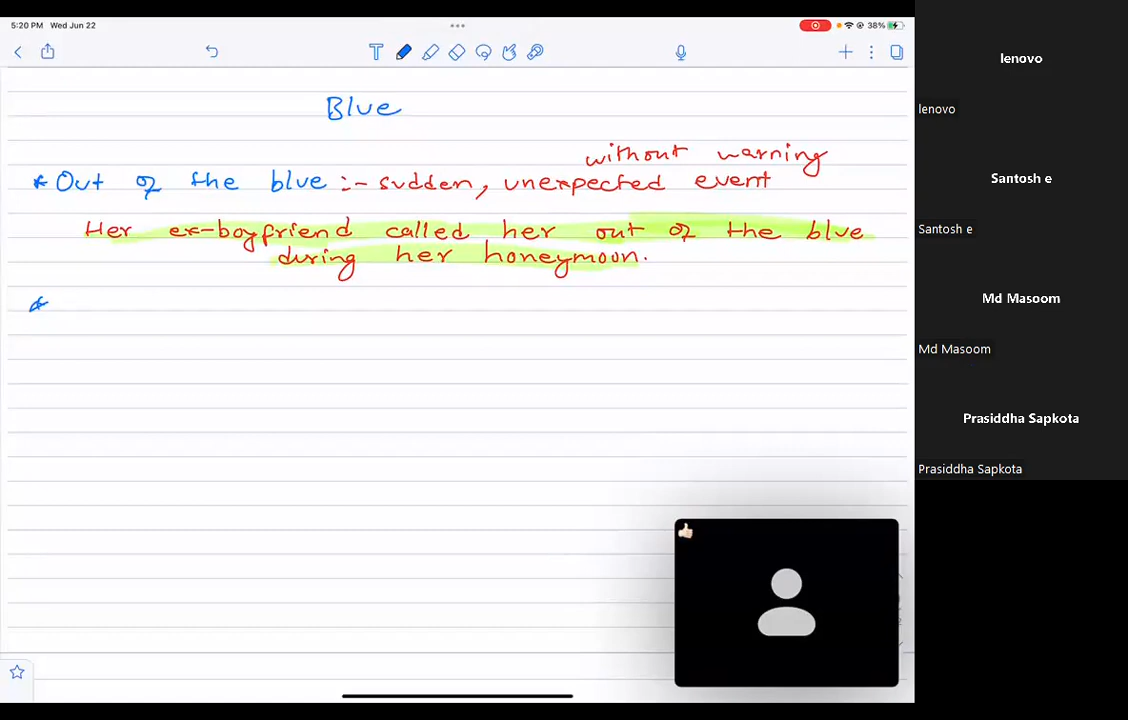 5:20 PM Wed Jun 22
38%
Blue
without warning
* Out of the blue :- sudden, unexpected event
Her ex-boyfriend called her out of the blue
during her honeymoon.
*
lenovo
lenovo
Santosh e
Santosh e
Md Masoom
Md Masoom
Prasiddha Sapkota
Prasiddha Sapkota